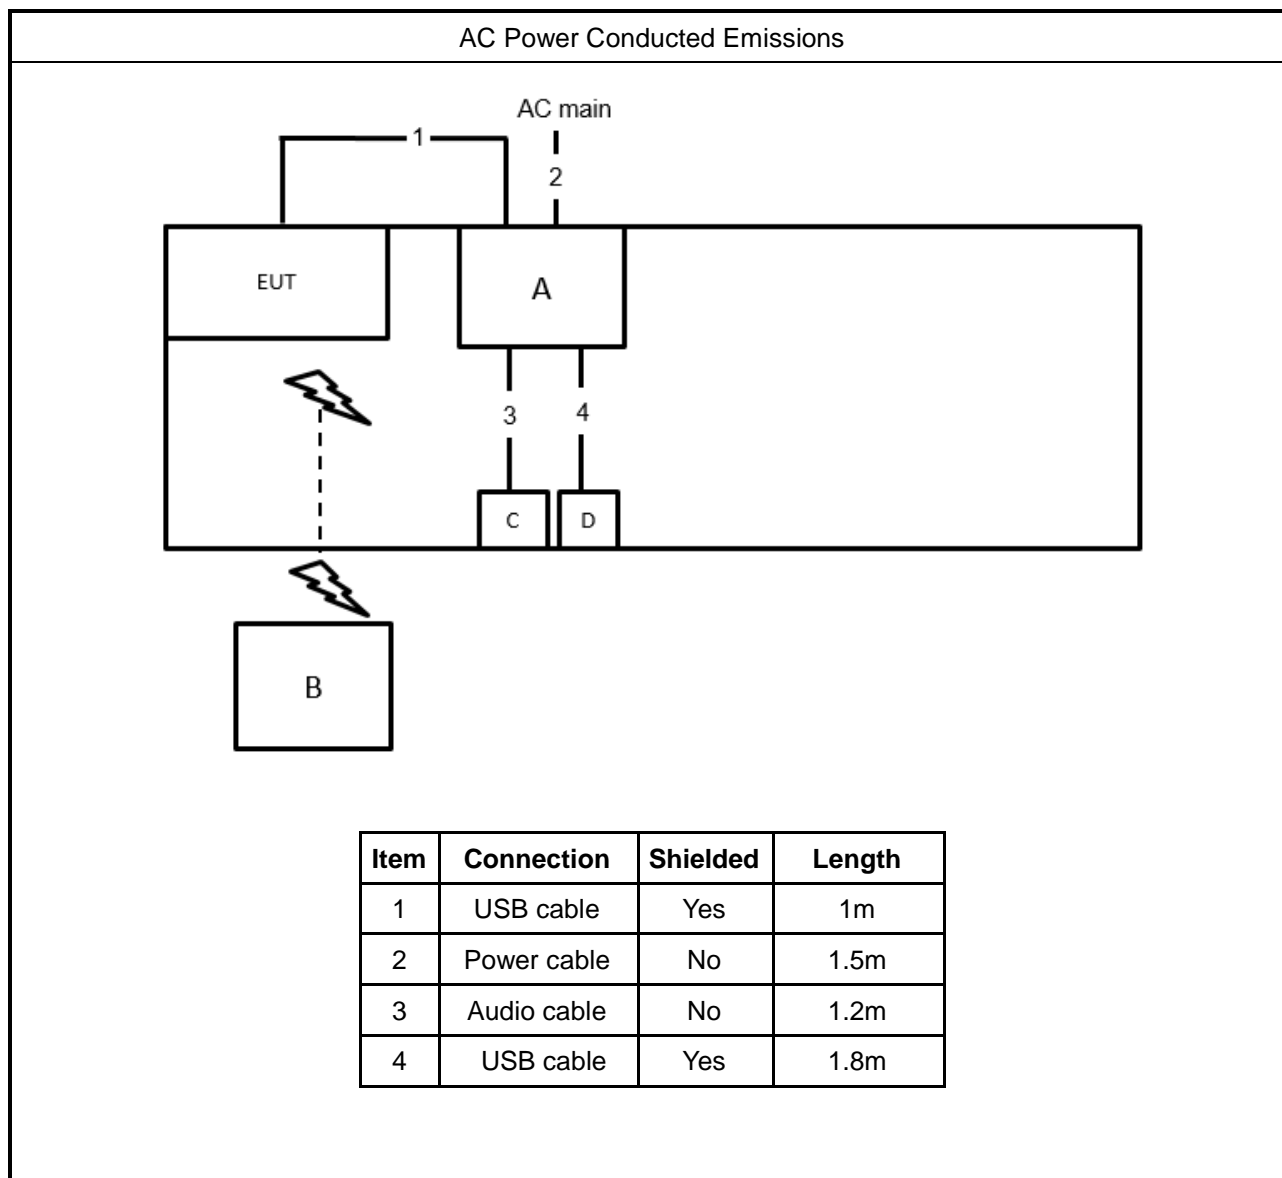 AC Power Conducted Emissions
AC main
1
2
EUT
A
3
4
C
D
B
Item Connection Shielded Length
1 USB cable Yes 1m
2 Power cable No 1.5m
3 Audio cable No 1.2m
4 USB cable Yes 1.8m